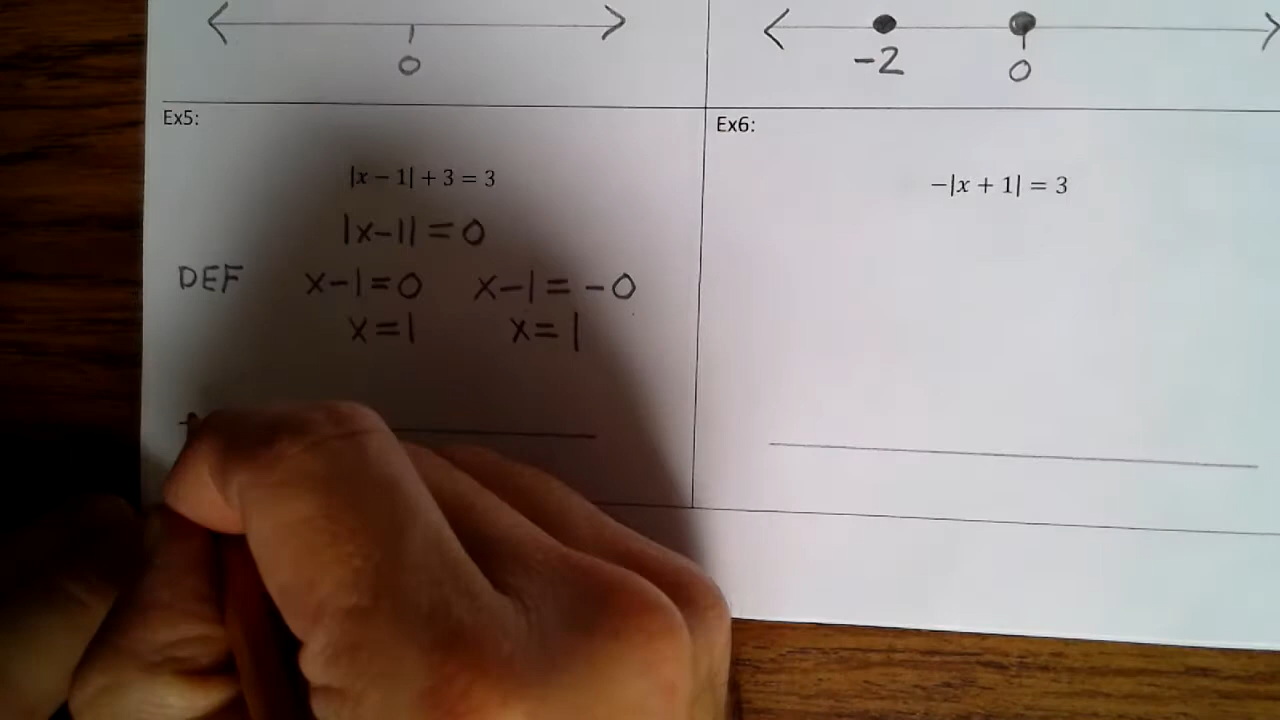 0
-2 0
Ex5:
|x − 1| + 3 = 3
|x-1| = 0
DEF x-1=0 x-1=-0
x=1 x=1
Ex6:
−|x + 1| = 3